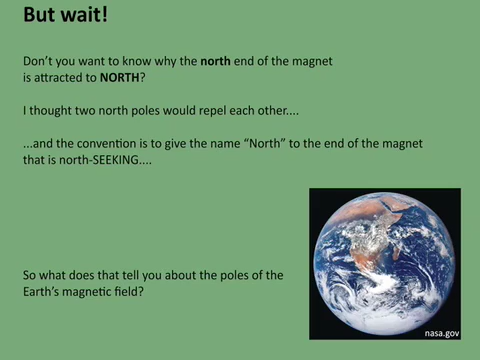 But wait!
Don't you want to know why the north end of the magnet
is attracted to NORTH?
I thought two north poles would repel each other....
...and the convention is to give the name “North” to the end of the magnet
that is north-SEEKING....
So what does that tell you about the poles of the
Earth's magnetic field?
nasa.gov